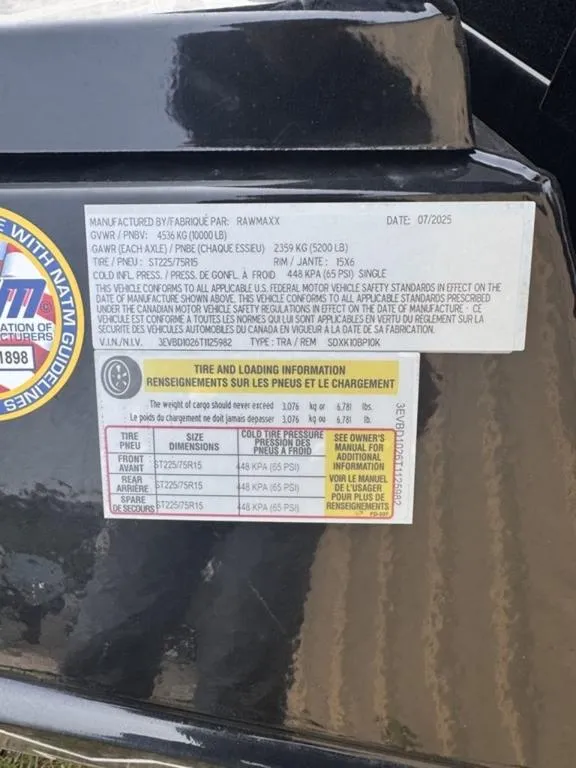 MANUFACTURED BY/FABRIQUÉ PAR: RAWMAXX DATE: 07/2025
GVWR / PNBV: 4536 KG (10000 LB)
GAWR (EACH AXLE) / PNBE (CHAQUE ESSIEU) 2359 KG (5200 LB)
TIRE / PNEU : ST225/75R15 RIM / JANTE : 15X6
COLD INFL. PRESS. / PRESS. DE GONFL. À FROID 448 KPA (65 PSI) SINGLE
THIS VEHICLE CONFORMS TO ALL APPLICABLE U.S. FEDERAL MOTOR VEHICLE SAFETY STANDARDS IN EFFECT ON THE
DATE OF MANUFACTURE SHOWN ABOVE. THIS VEHICLE CONFORMS TO ALL APPLICABLE STANDARDS PRESCRIBED
UNDER THE CANADIAN MOTOR VEHICLE SAFETY REGULATIONS IN EFFECT ON THE DATE OF MANUFACTURE - CE
VÉHICULE EST CONFORME A TOUTES LES NORMES QUI LUI SONT APPLICABLES EN VERTU DU RÈGLEMENT SUR LA
SÉCURITÉ DES VÉHICULES AUTOMOBILES DU CANADA EN VIGUEUR À LA DATE DE SA FABRICATION.
V.I.N./N.I.V. 3EVBD1026T1125982 TYPE : TRA / REM SDXK10BP10K
E WITH NATM GUIDELINES
m
ATION OF
CTURERS
1898
TIRE AND LOADING INFORMATION
RENSEIGNEMENTS SUR LES PNEUS ET LE CHARGEMENT
The weight of cargo should never exceed 3,076 kg or 6,781 lbs.
Le poids du chargement ne doit jamais depasser 3,076 kg ou 6,781 lb.
TIRE PNEU SIZE DIMENSIONS COLD TIRE PRESSURE PRESSION DES PNEUS À FROID
FRONT AVANT ST225/75R15 448 KPA (65 PSI)
REAR ARRIÈRE ST225/75R15 448 KPA (65 PSI)
SPARE DE SECOURS ST225/75R15 448 KPA (65 PSI)
SEE OWNER'S
MANUAL FOR
ADDITIONAL
INFORMATION
VOIR LE MANUEL
DE L'USAGER
POUR PLUS DE
RENSEIGNEMENTS
3EVBD1026T1125982